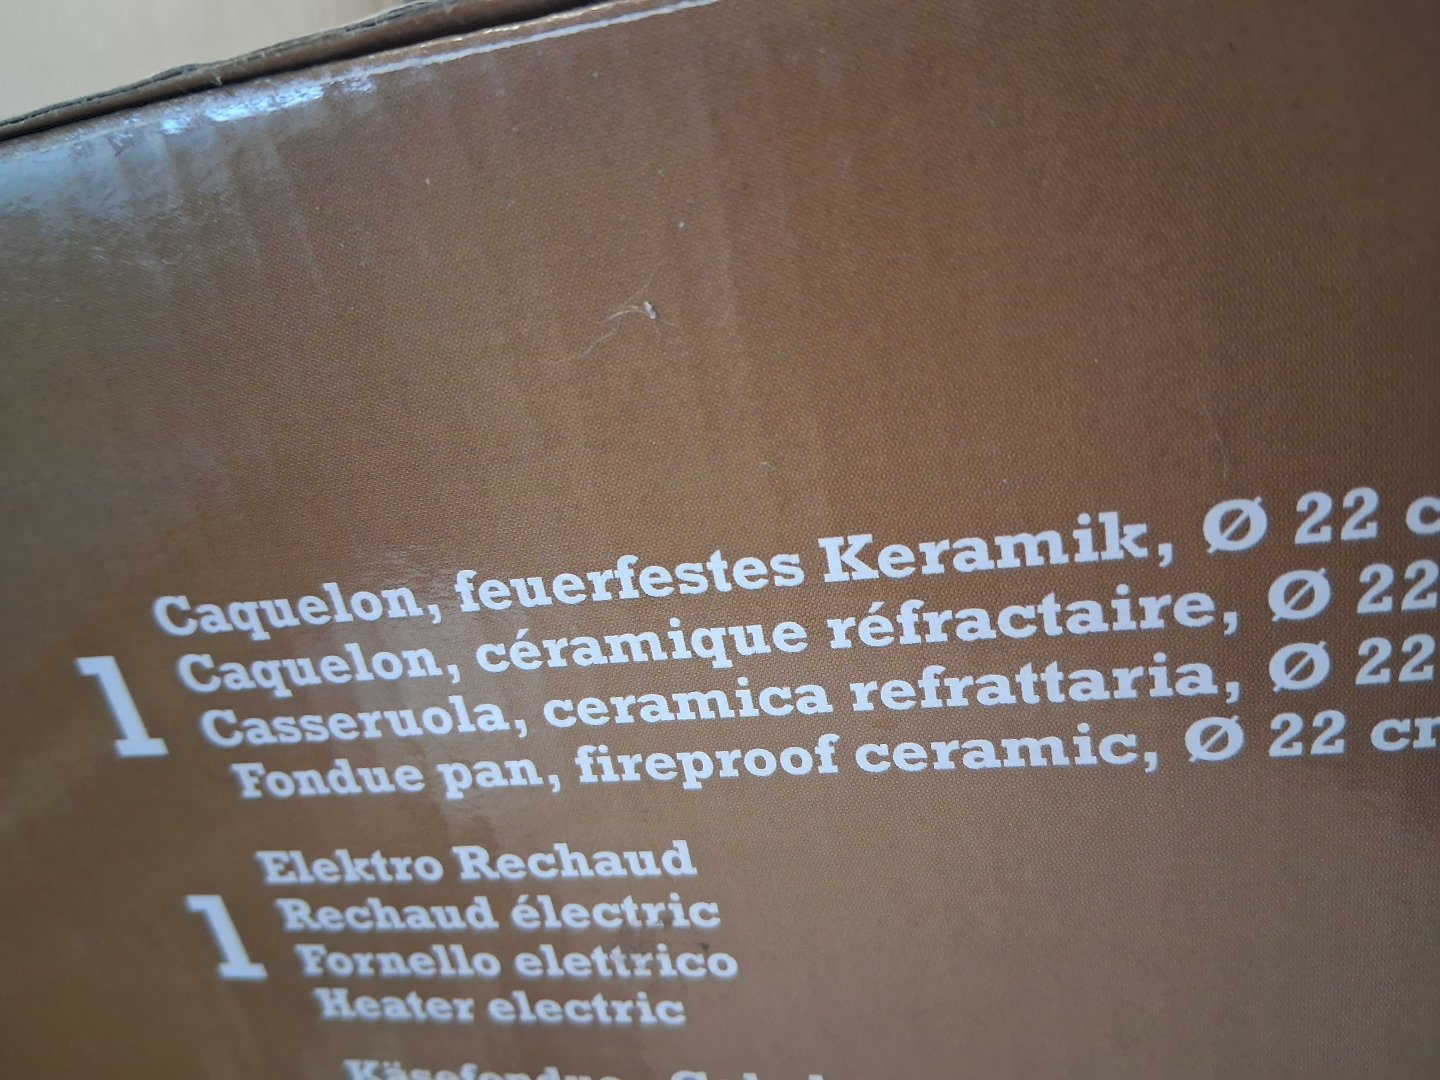 1
Caquelon, feuerfestes Keramik, Ø 22
Caquelon, céramique réfractaire, Ø 22
Casseruola, ceramica refrattaria, Ø 22
Fondue pan, fireproof ceramic, Ø 22
1
Elektro Rechaud
Rechaud électric
Fornello elettrico
Heater electric